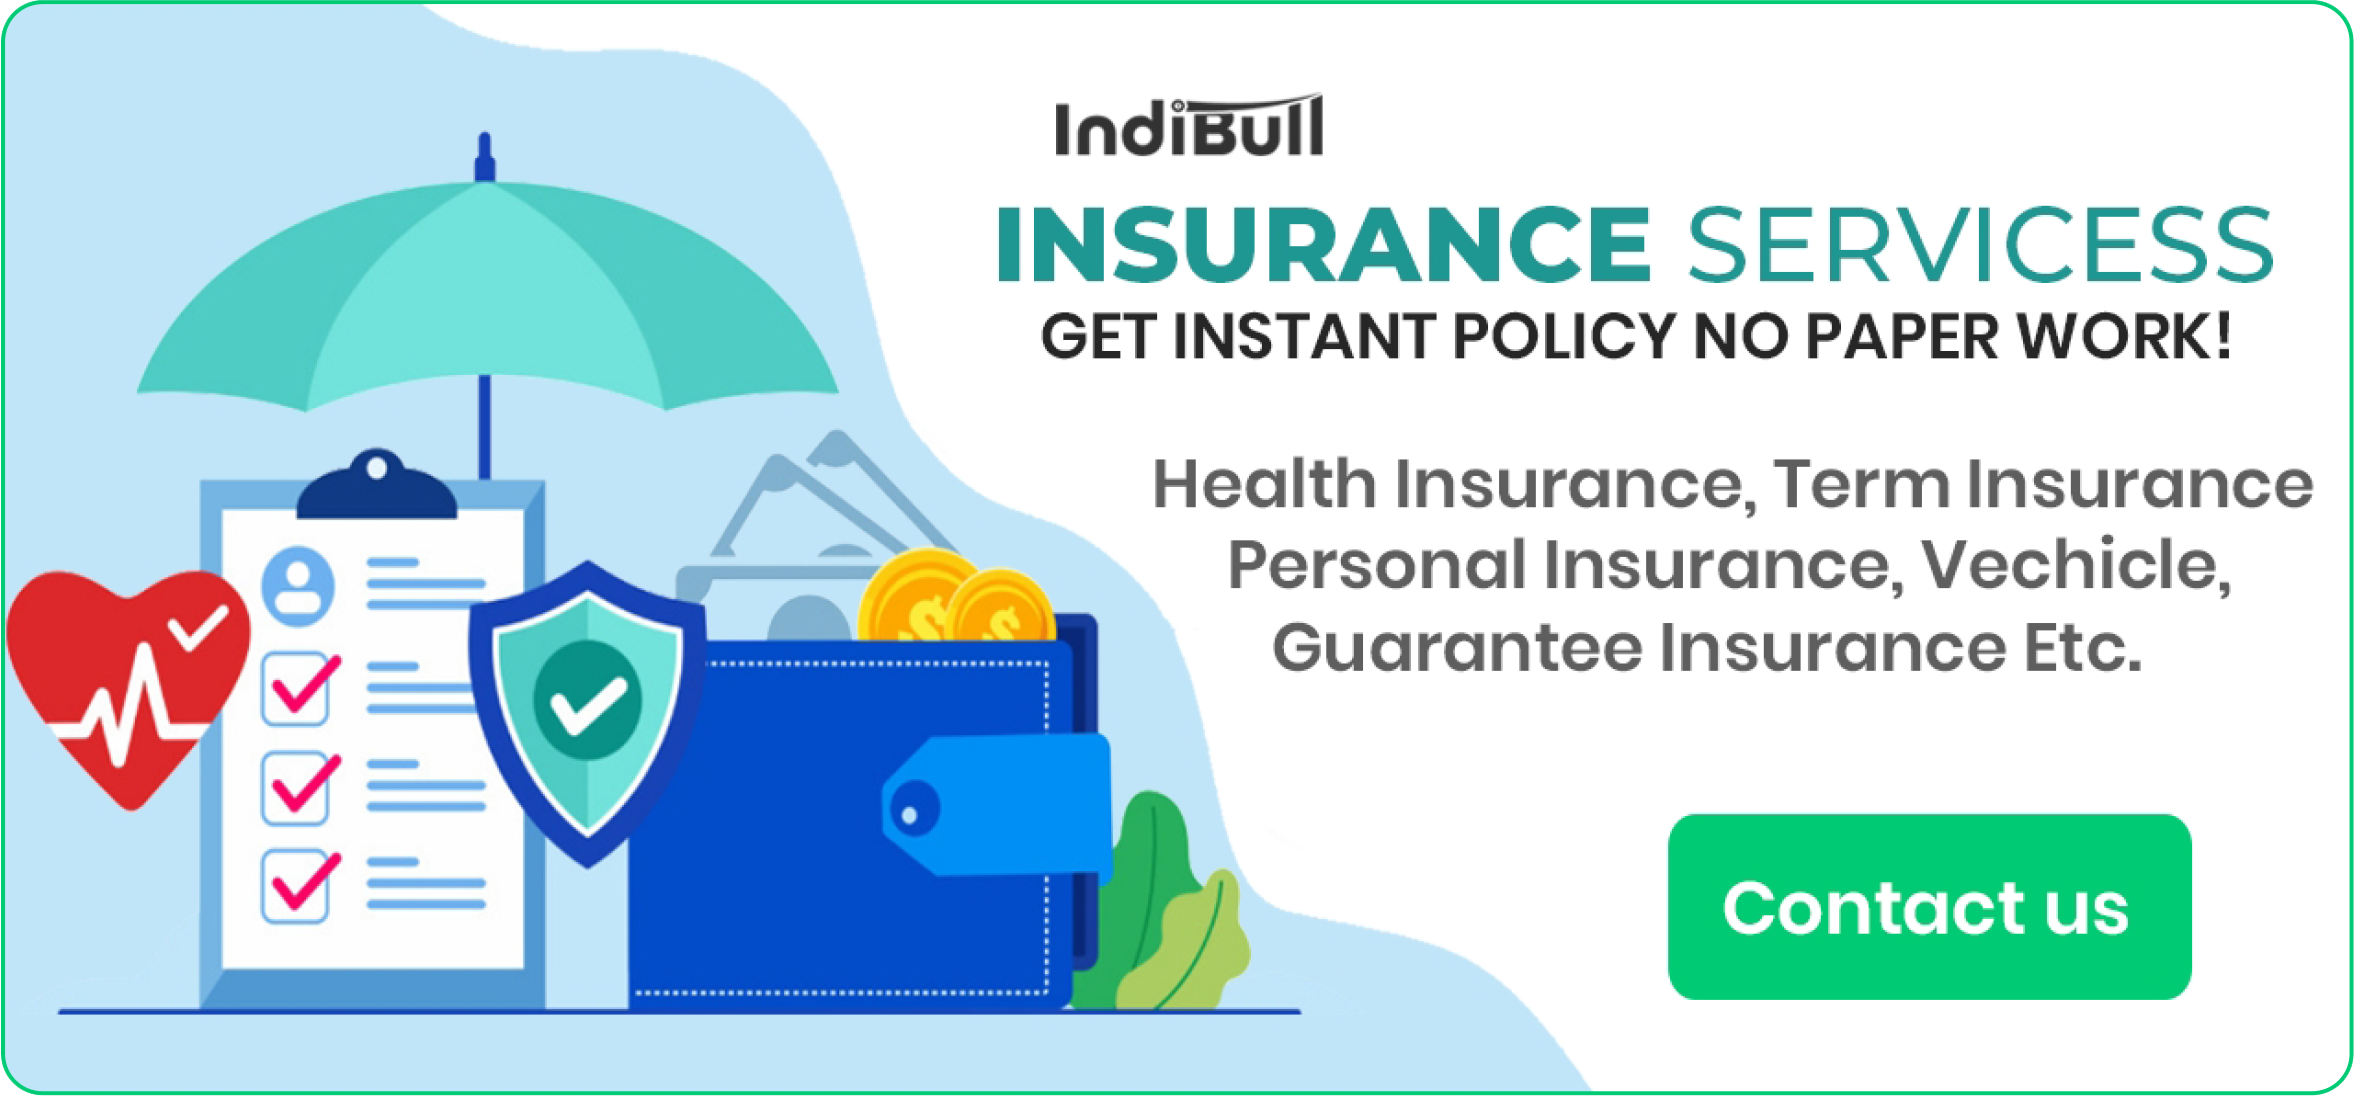 IndiBull
INSURANCE SERVICESS
GET INSTANT POLICY NO PAPER WORK!
Health Insurance, Term Insurance
Personal Insurance, Vechicle,
Guarantee Insurance Etc.
Contact us